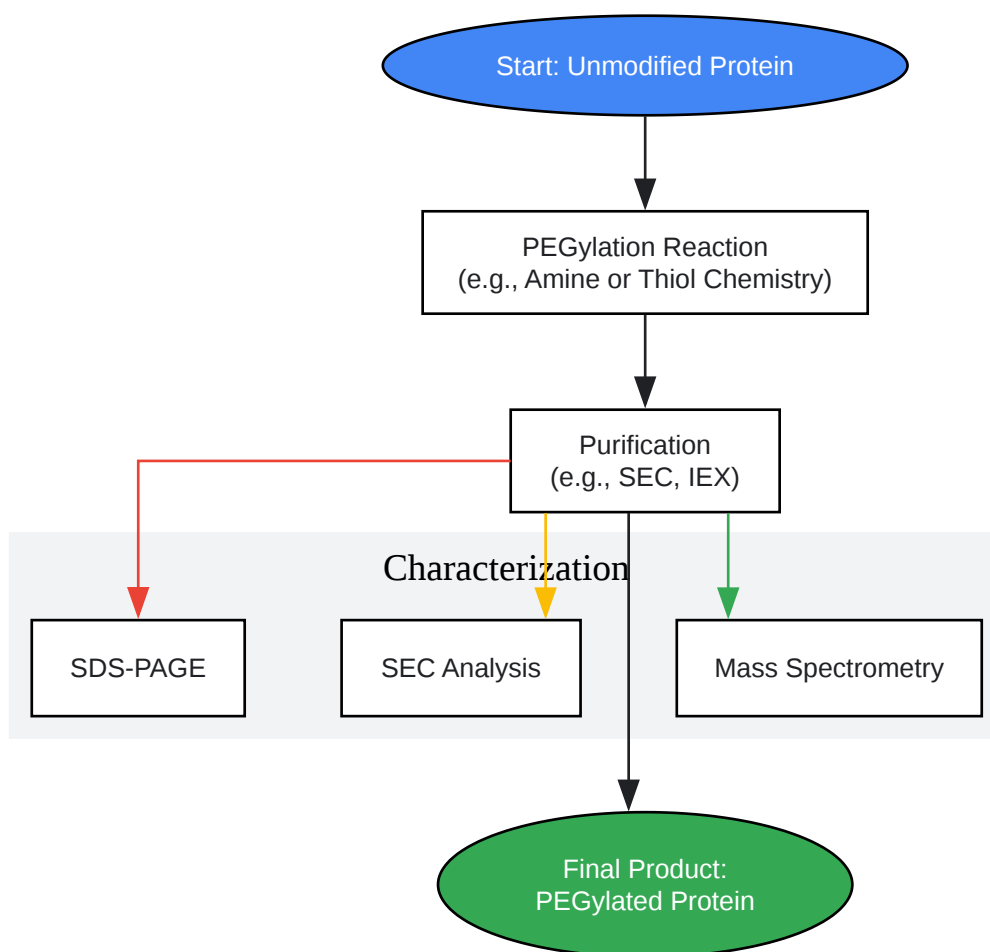 Start: Unmodified Protein
PEGylation Reaction
(e.g., Amine or Thiol Chemistry)
Purification
(e.g., SEC, IEX)
Characterization
SDS-PAGE
SEC Analysis
Mass Spectrometry
Final Product:
PEGylated Protein